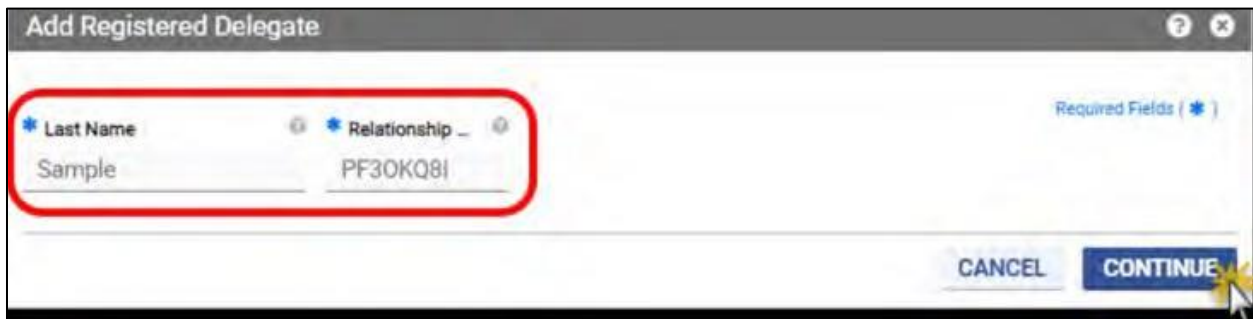 Add Registered Delegate
Required Fields ( * )
* Last Name * Relationship ...
Sample PF3OKQ8I
CANCEL CONTINUE